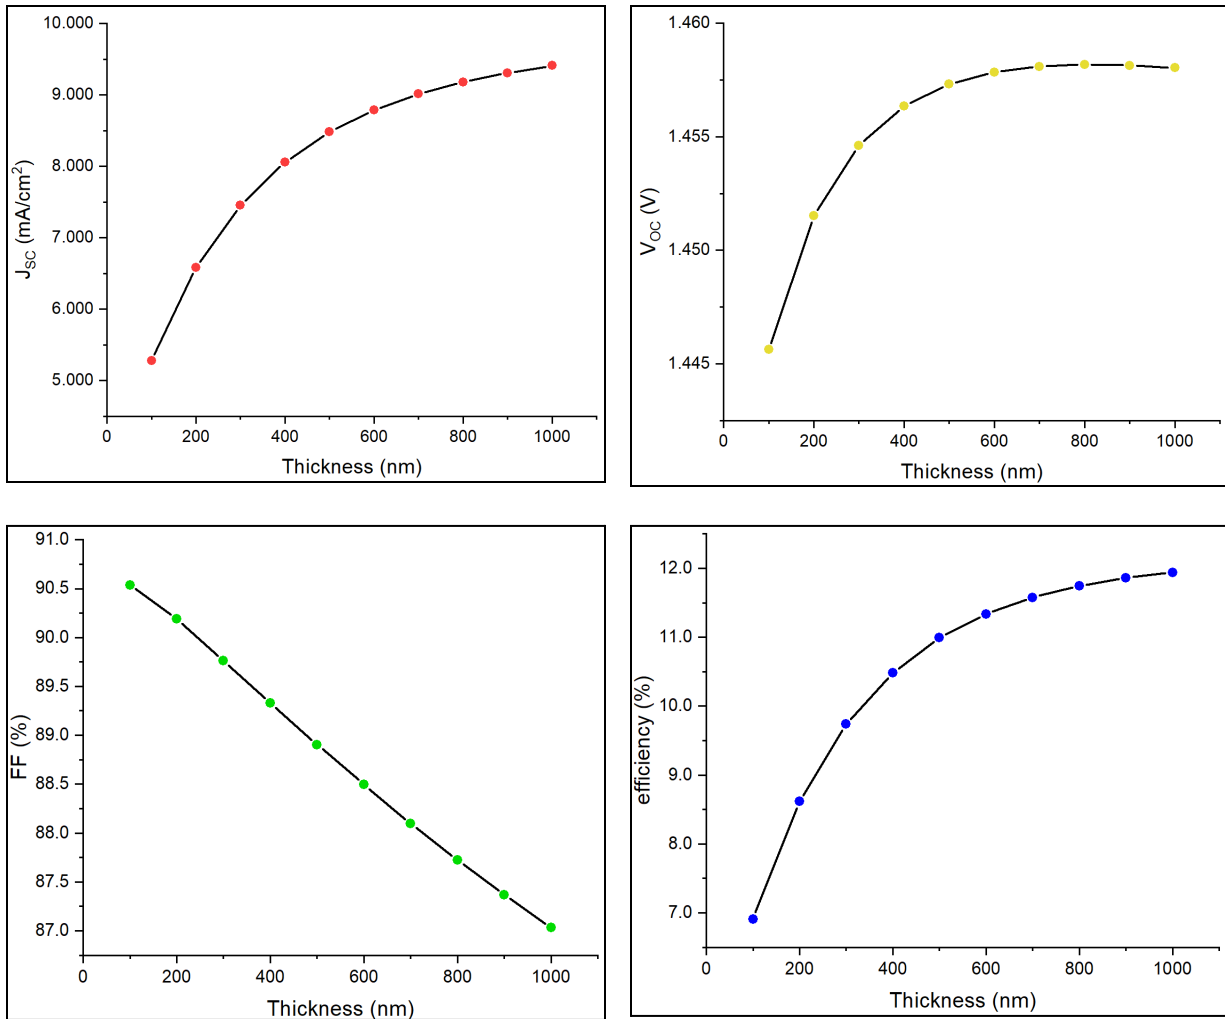 10.000
9.000
8.000
7.000
6.000
5.000
J_SC (mA/cm²)
0 200 400 600 800 1000
Thickness (nm)
1.460
1.455
1.450
1.445
V_OC (V)
0 200 400 600 800 1000
Thickness (nm)
91.0
90.5
90.0
89.5
89.0
88.5
88.0
87.5
87.0
FF (%)
0 200 400 600 800 1000
Thickness (nm)
12.0
11.0
10.0
9.0
8.0
7.0
efficiency (%)
0 200 400 600 800 1000
Thickness (nm)